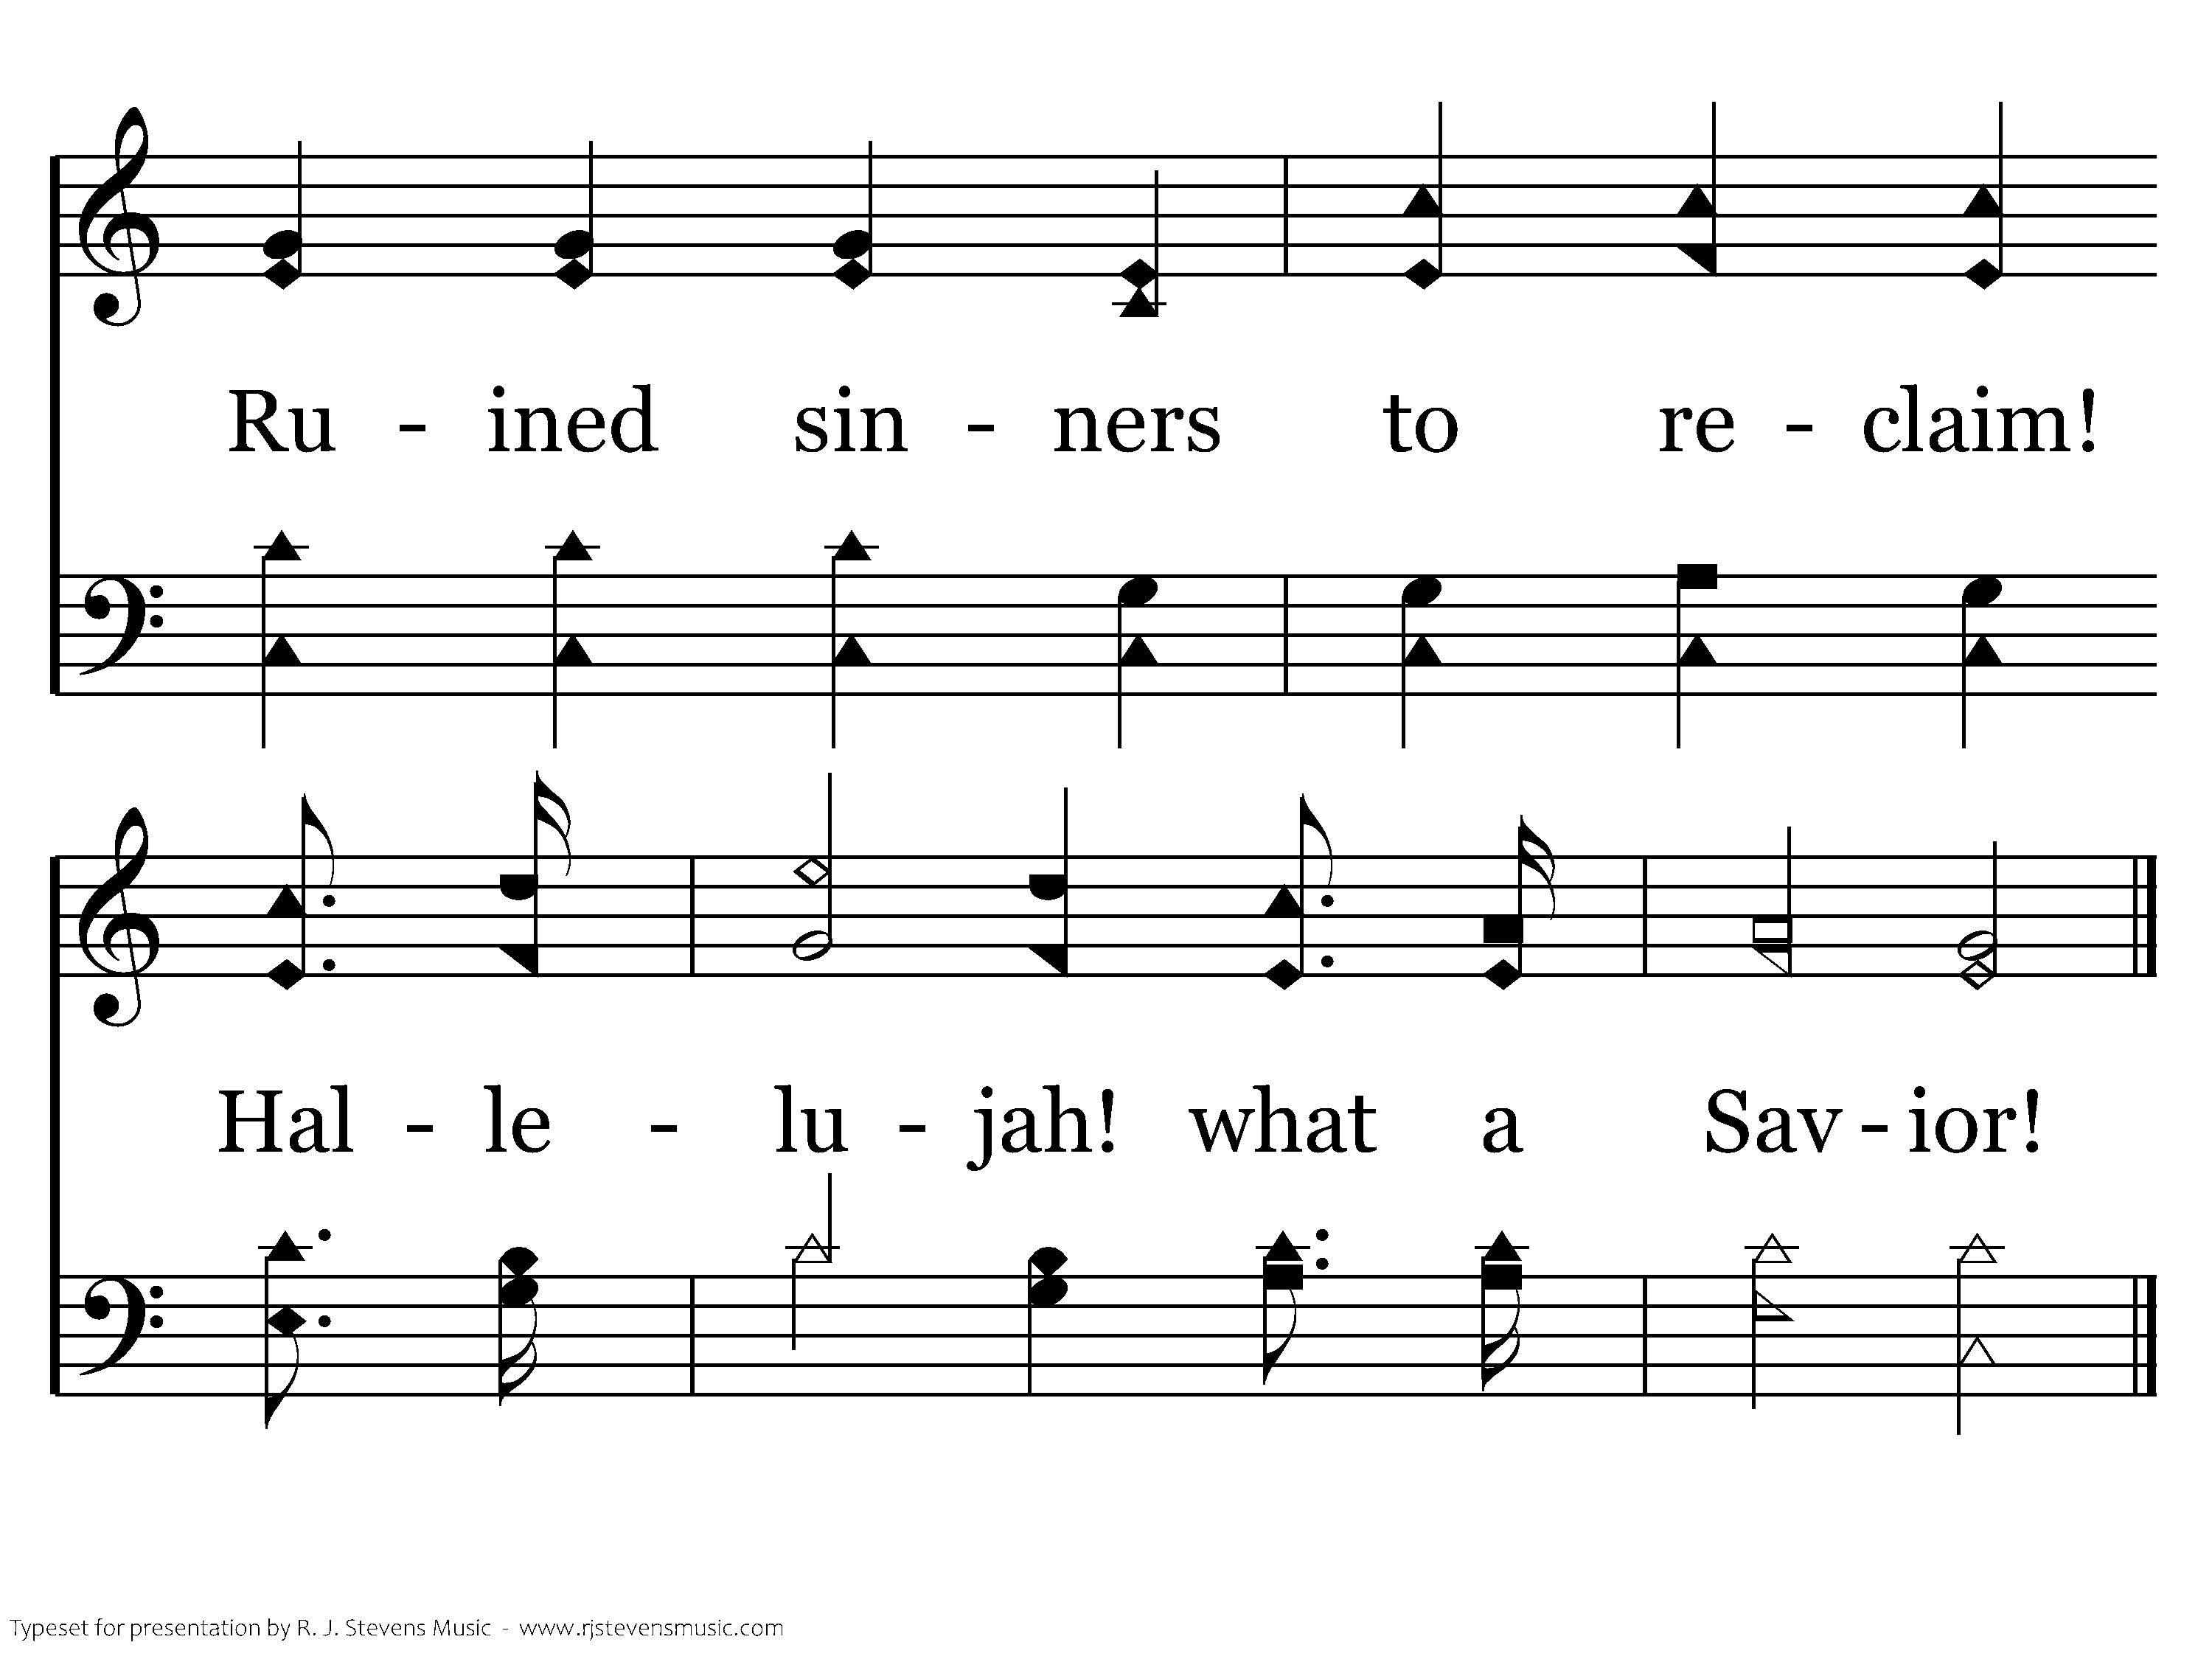 Ru - ined sin - ners to re - claim!
Hal - le - lu - jah! what a Sav - ior!
Typeset for presentation by R. J. Stevens Music - www.rjstevensmusic.com